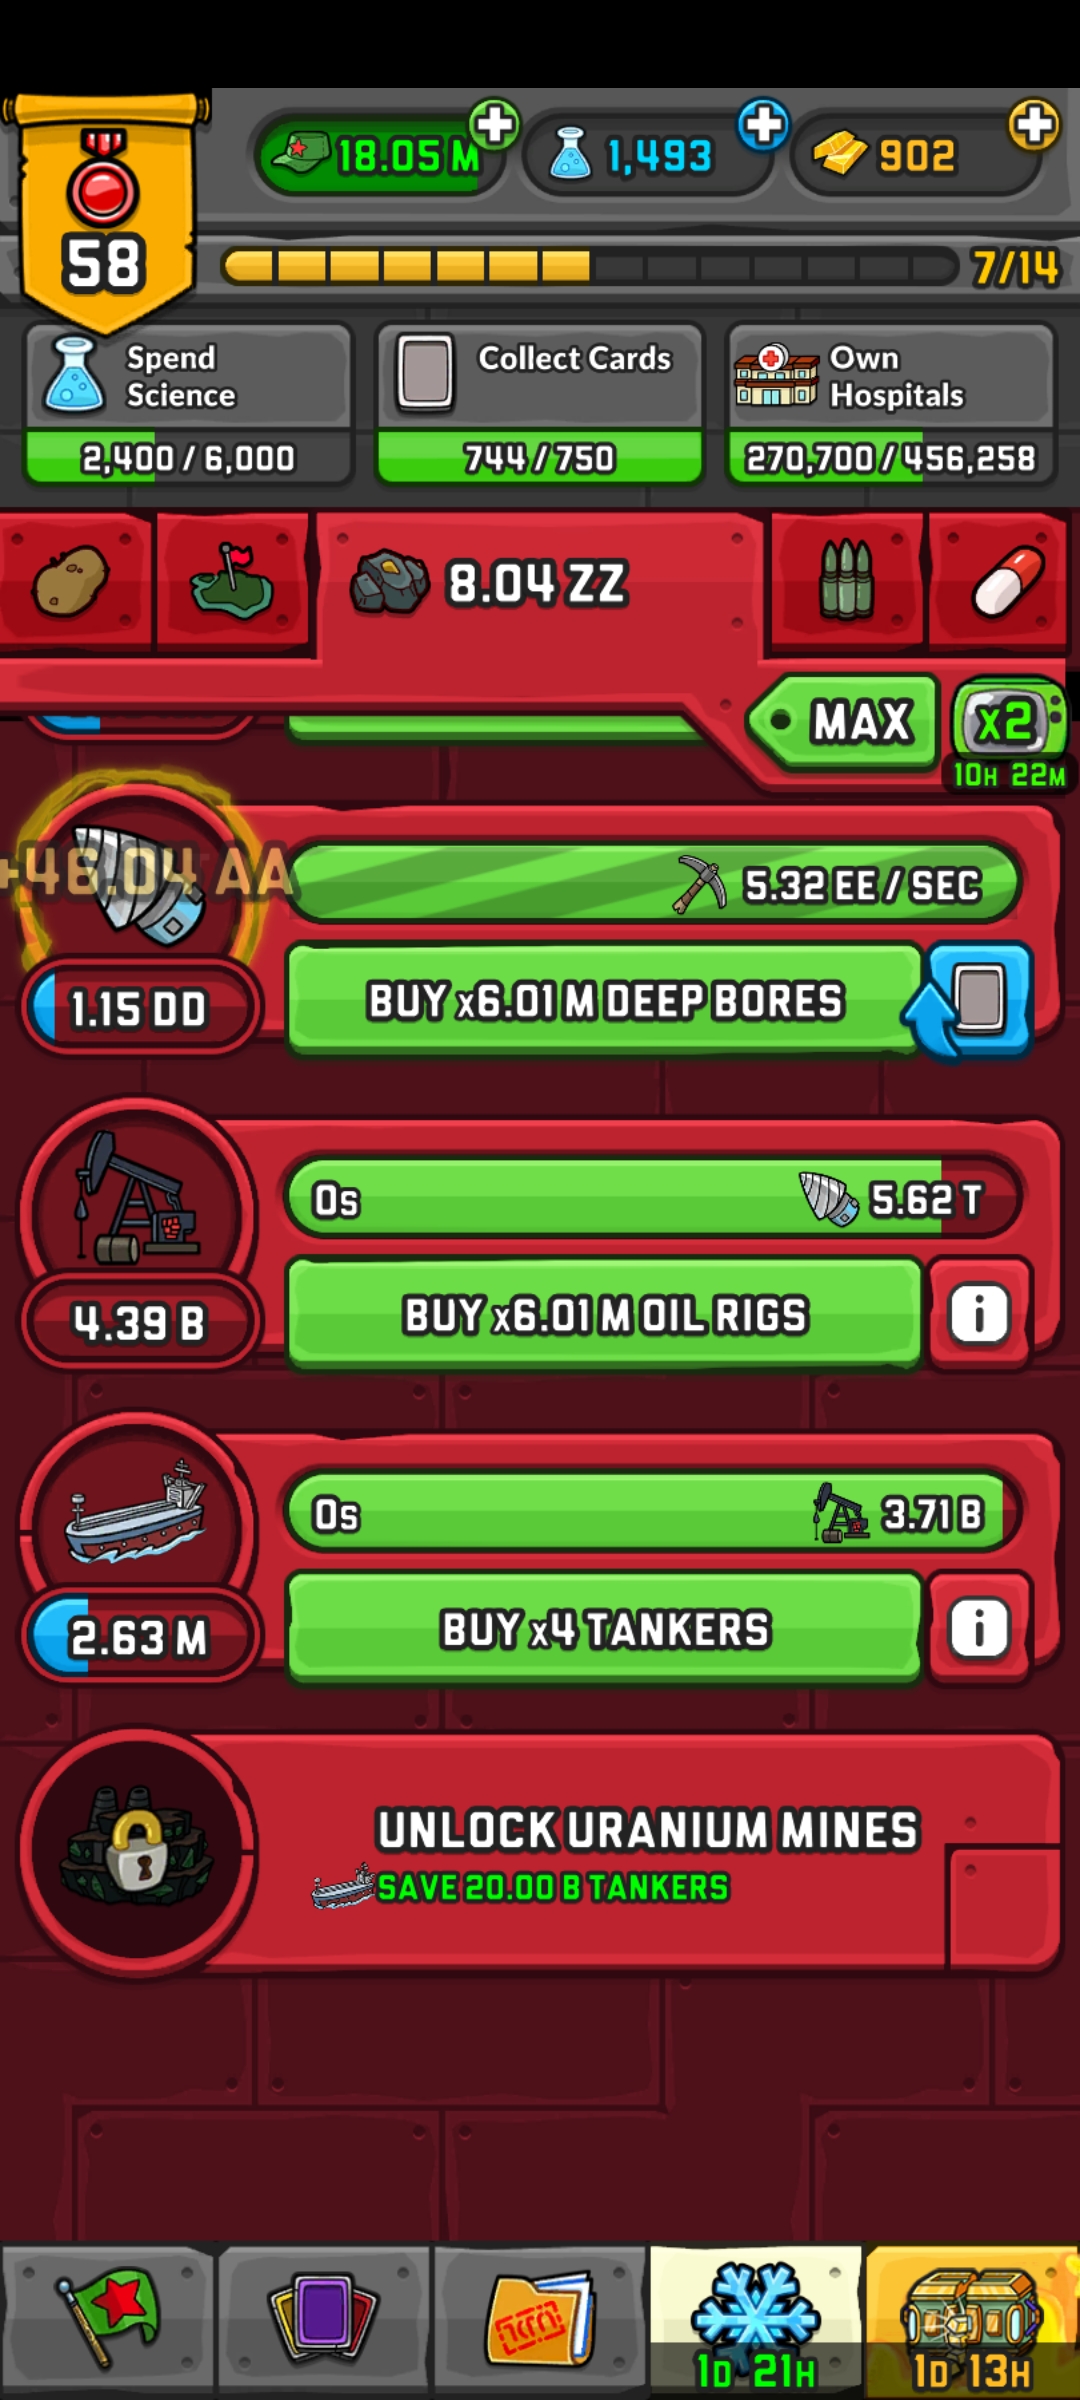 18.05 M
1,493
902
58
7/14
Spend
Science
2,400 / 6,000
Collect Cards
744 / 750
Own
Hospitals
270,700 / 456,258
8.04 ZZ
MAX
x2
10H 22M
+46.04 AA
5.32 EE / SEC
1.15 DD
BUY x6.01 M DEEP BORES
0s
5.62 T
4.39 B
BUY x6.01 M OIL RIGS
i
0s
3.71 B
2.63 M
BUY x4 TANKERS
i
UNLOCK URANIUM MINES
SAVE 20.00 B TANKERS
1D 21H
1D 13H